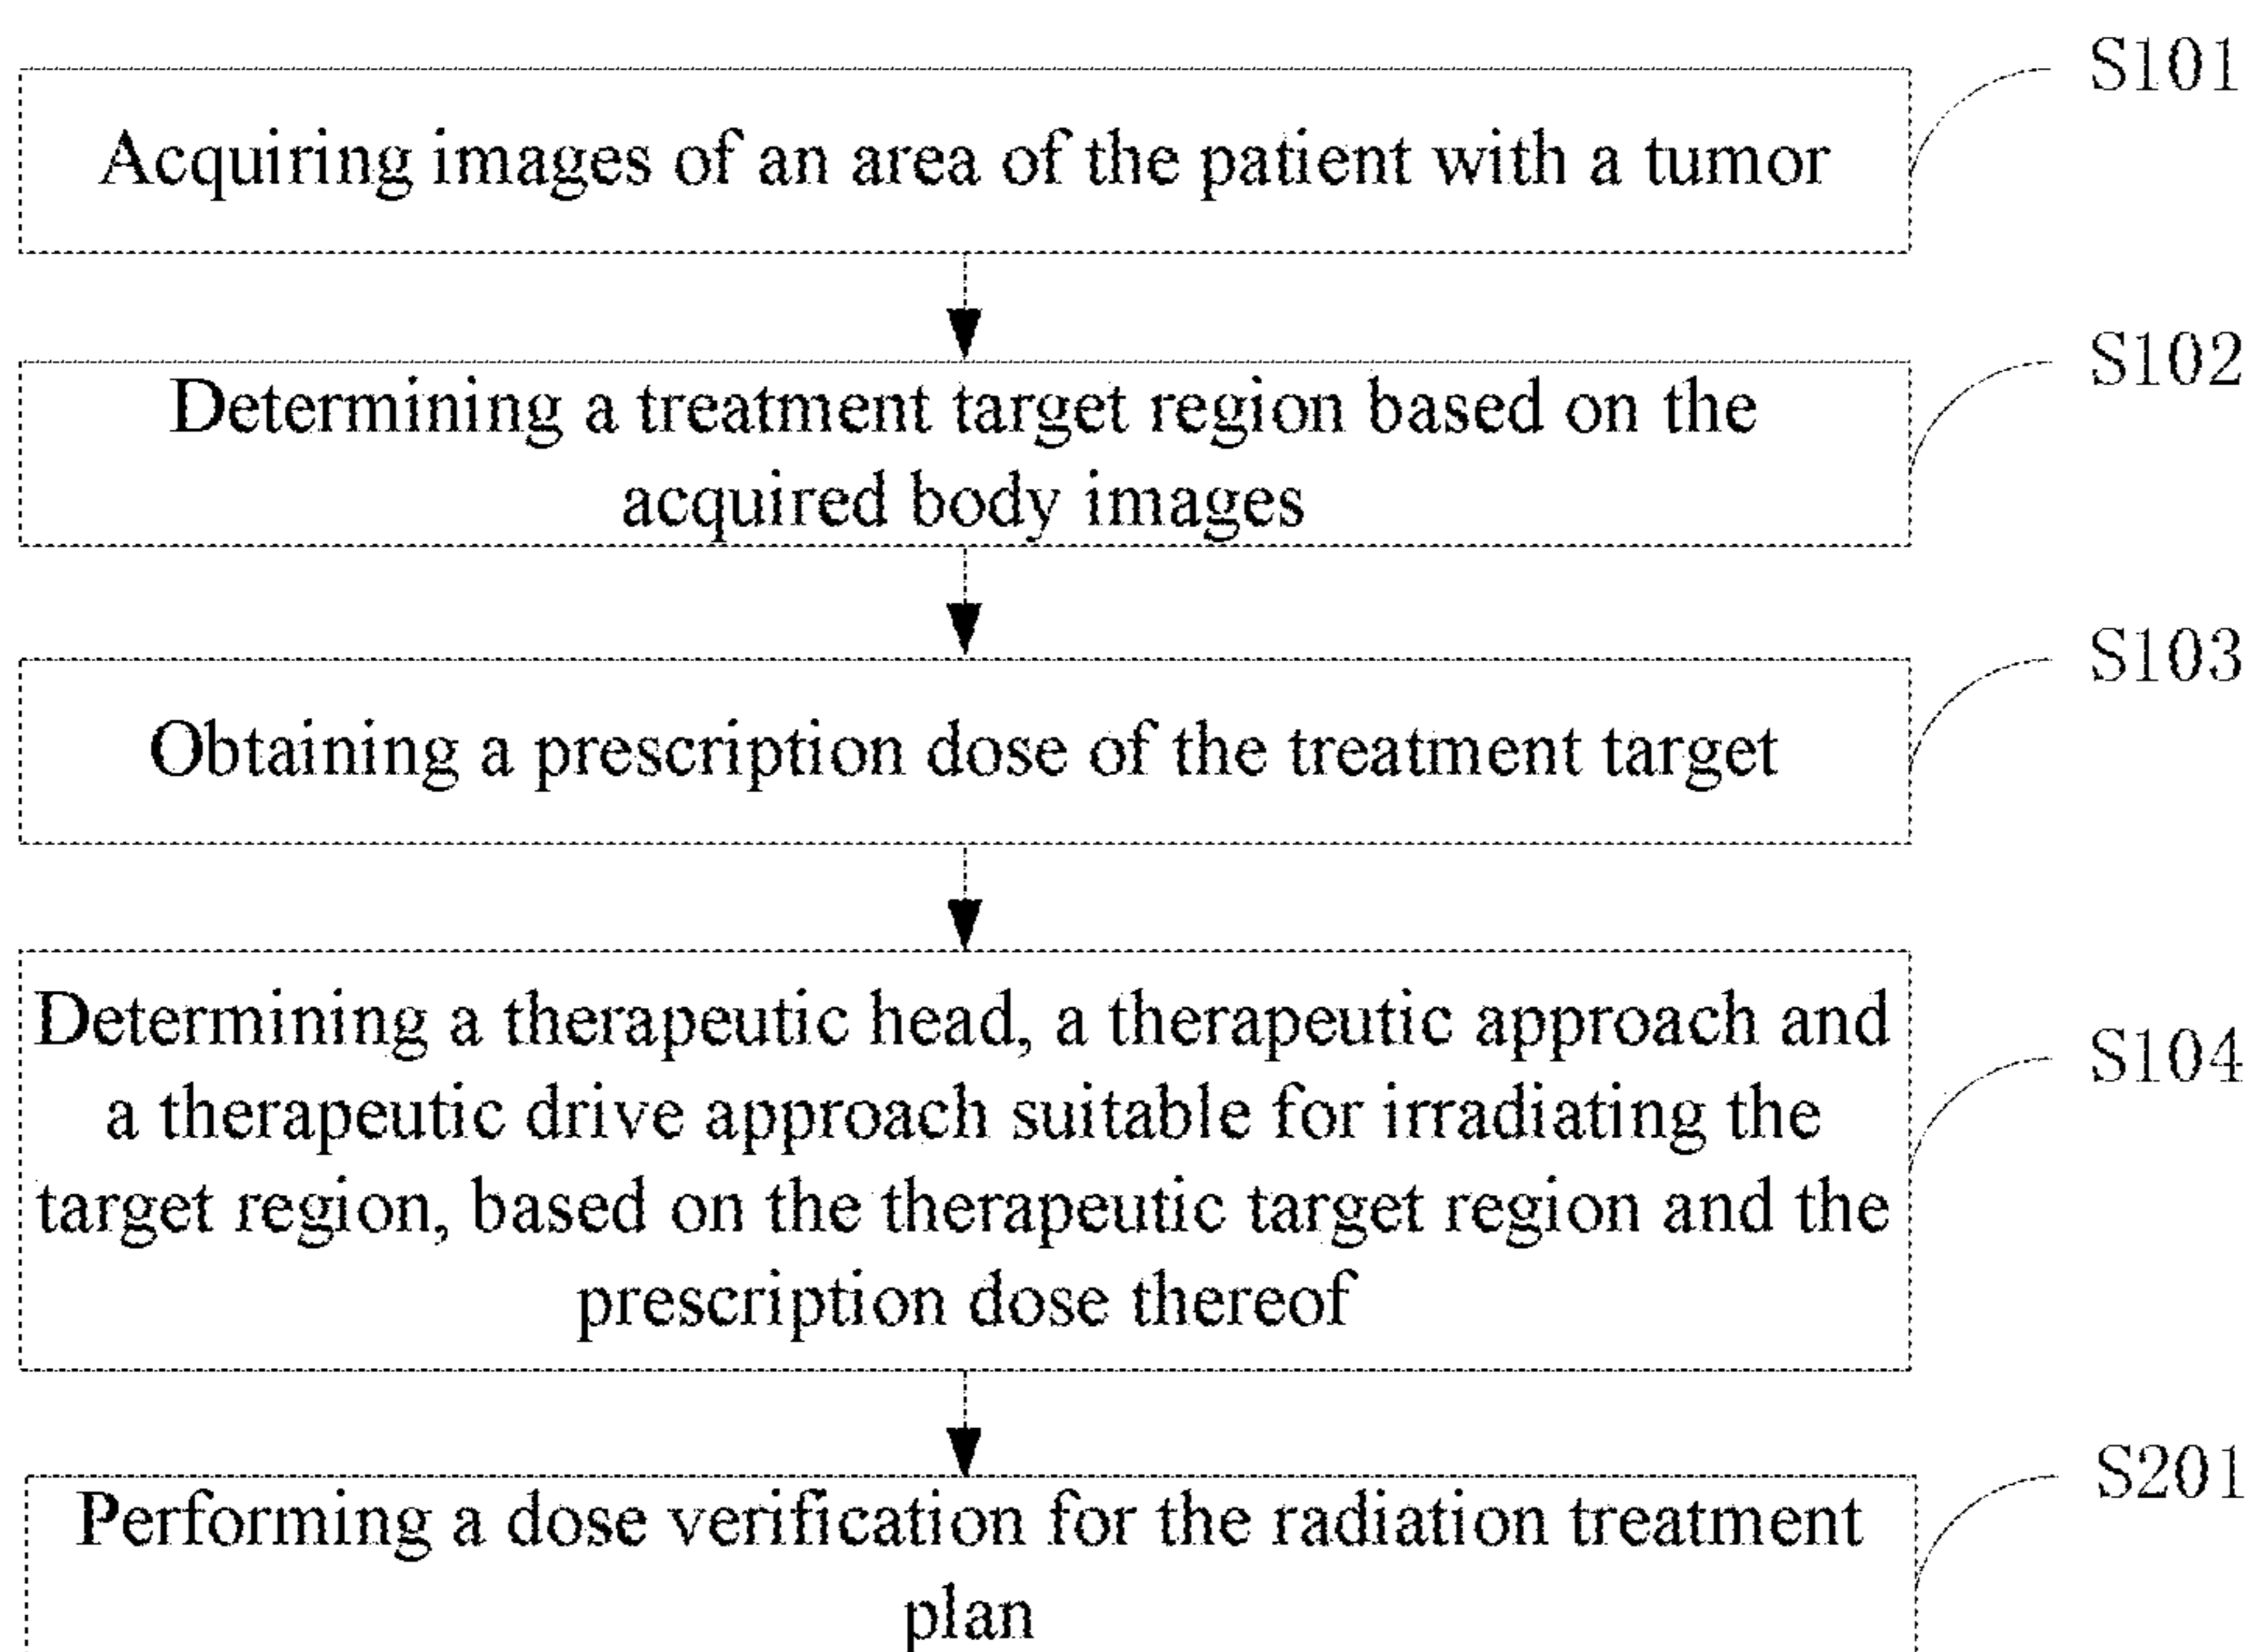 S101
Acquiring images of an area of the patient with a tumor
S102
Determining a treatment target region based on the
acquired body images
S103
Obtaining a prescription dose of the treatment target
Determining a therapeutic head, a therapeutic approach and
S104
a therapeutic drive approach suitable for irradiating the
target region, based on the therapeutic target region and the
prescription dose thereof
S201
Performing a dose verification for the radiation treatment
plan